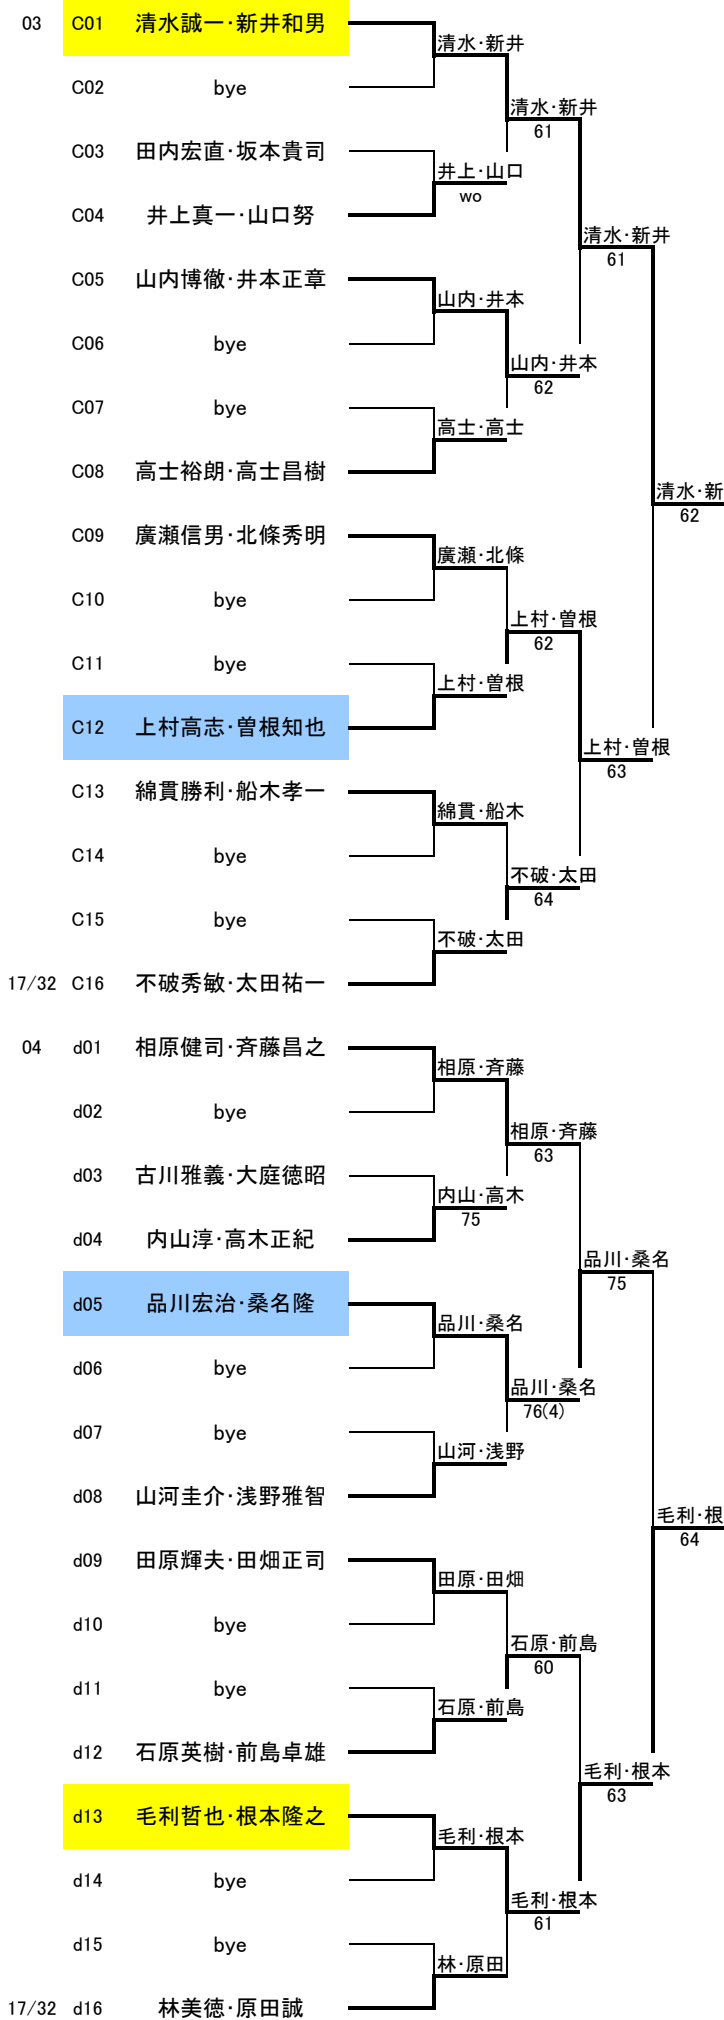 03 C01 清水誠一・新井和男
清水・新井
C02 bye
清水・新井
61
C03 田内宏直・坂本貴司
井上・山口
wo
C04 井上真一・山口努
清水・新井
61
C05 山内博徹・井本正章
山内・井本
C06 bye
山内・井本
62
C07 bye
高士・高士
C08 高士裕朗・高士昌樹
清水・新
62
C09 廣瀬信男・北條秀明
廣瀬・北條
C10 bye
上村・曽根
62
C11 bye
上村・曽根
C12 上村高志・曽根知也
上村・曽根
63
C13 綿貫勝利・船木孝一
綿貫・船木
C14 bye
不破・太田
64
C15 bye
不破・太田
17/32 C16 不破秀敏・太田祐一
04 d01 相原健司・斉藤昌之
相原・斉藤
d02 bye
相原・斉藤
63
d03 古川雅義・大庭徳昭
内山・高木
75
d04 内山淳・高木正紀
品川・桑名
75
d05 品川宏治・桑名隆
品川・桑名
d06 bye
品川・桑名
76(4)
d07 bye
山河・浅野
d08 山河圭介・浅野雅智
毛利・根
64
d09 田原輝夫・田畑正司
田原・田畑
d10 bye
石原・前島
60
d11 bye
石原・前島
d12 石原英樹・前島卓雄
毛利・根本
63
d13 毛利哲也・根本隆之
毛利・根本
d14 bye
毛利・根本
61
d15 bye
林・原田
17/32 d16 林美徳・原田誠